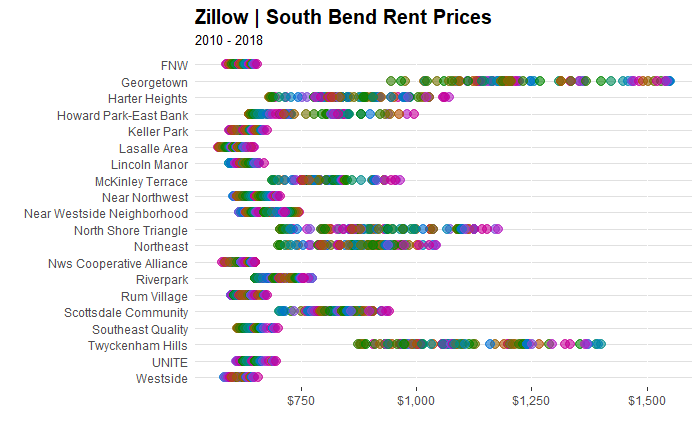 Zillow | South Bend Rent Prices
2010 - 2018
FNW
Georgetown
Harter Heights
Howard Park-East Bank
Keller Park
Lasalle Area
Lincoln Manor
McKinley Terrace
Near Northwest
Near Westside Neighborhood
North Shore Triangle
Northeast
Nws Cooperative Alliance
Riverpark
Rum Village
Scottsdale Community
Southeast Quality
Twyckenham Hills
UNITE
Westside
$750 $1,000 $1,250 $1,500